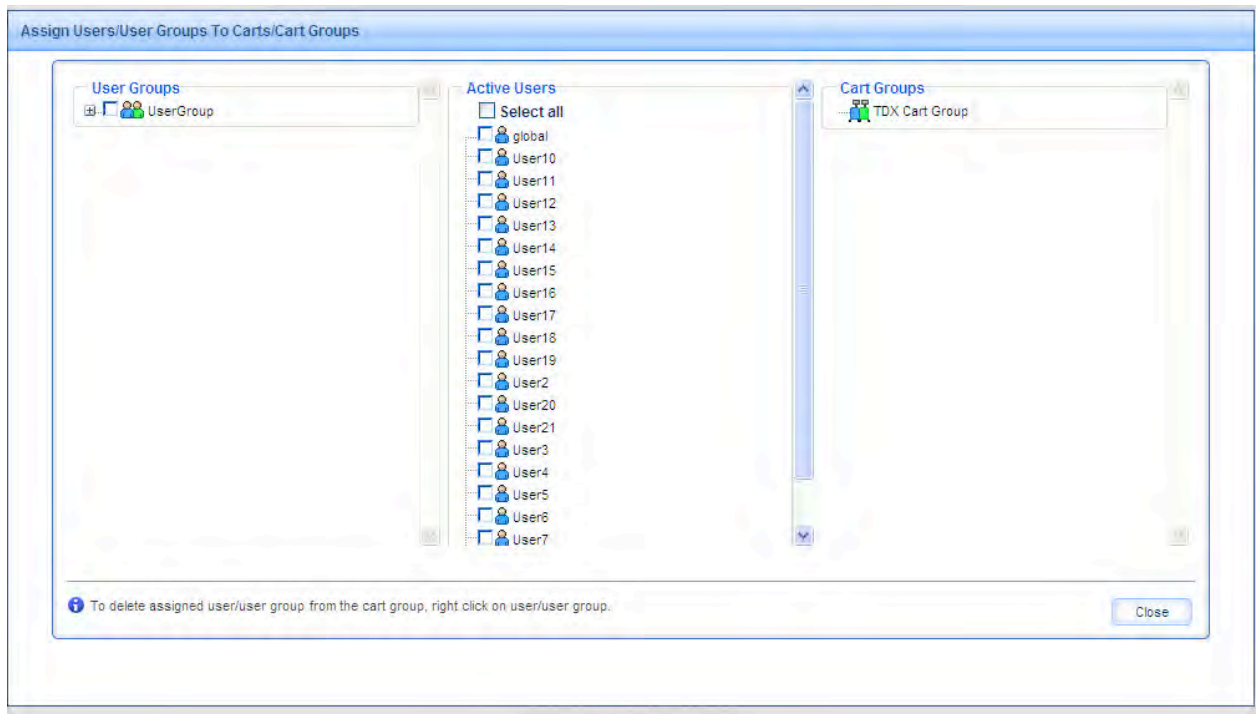 Assign Users/User Groups To Carts/Cart Groups
User Groups
UserGroup
Active Users
Select all
global
User10
User11
User12
User13
User14
User15
User16
User17
User18
User19
User2
User20
User21
User3
User4
User5
User6
User7
Cart Groups
TDX Cart Group
To delete assigned user/user group from the cart group, right click on user/user group.
Close